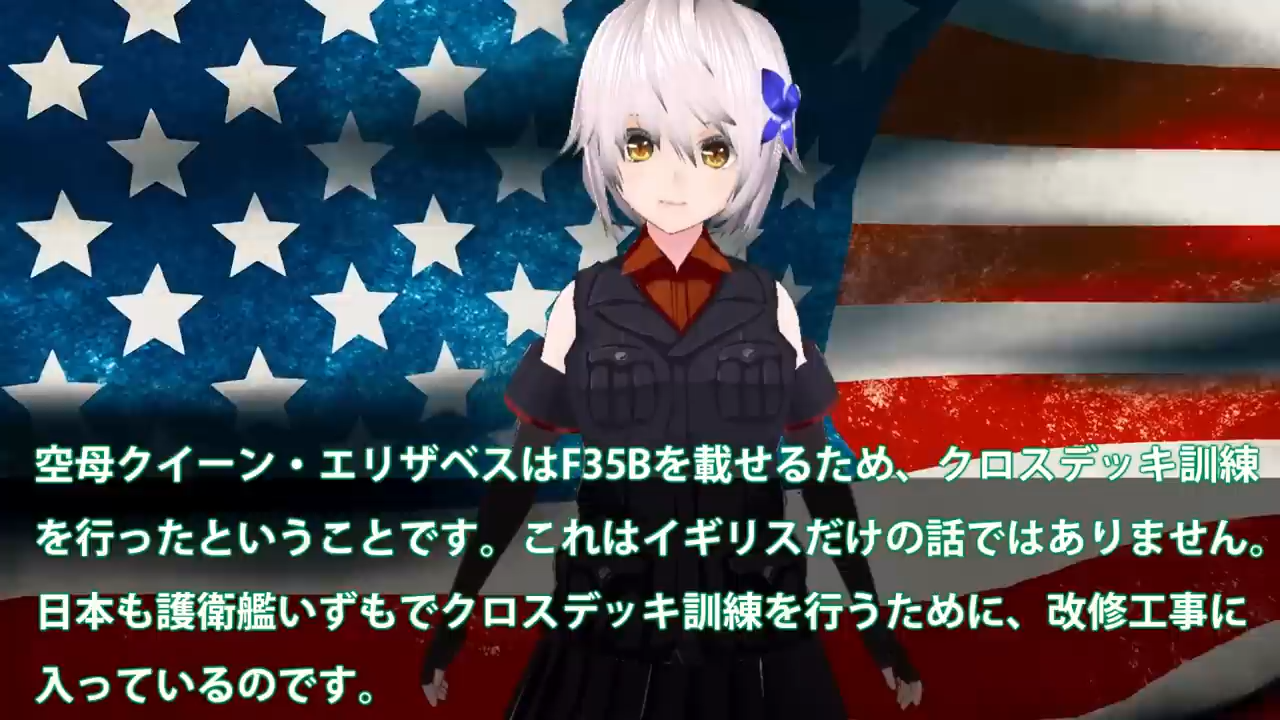 空母クイーン・エリザベスはF35Bを載せるため、クロスデッキ訓練
を行ったということです。これはイギリスだけの話ではありません。
日本も護衛艦いずもでクロスデッキ訓練を行うために、改修工事に
入っているのです。